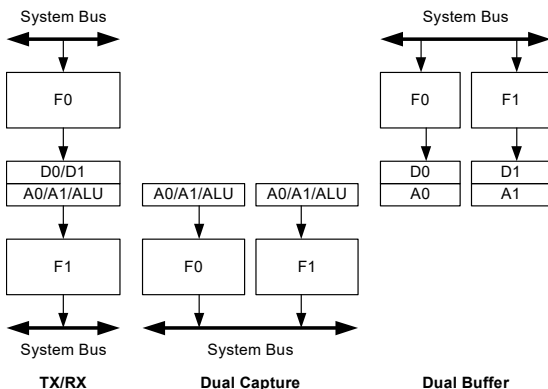 System Bus
System Bus
F0
F0
F1
D0/D1
A0/A1/ALU
A0/A1/ALU
A0/A1/ALU
D0
A0
D1
A1
F1
F0
F1
System Bus
System Bus
TX/RX
Dual Capture
Dual Buffer